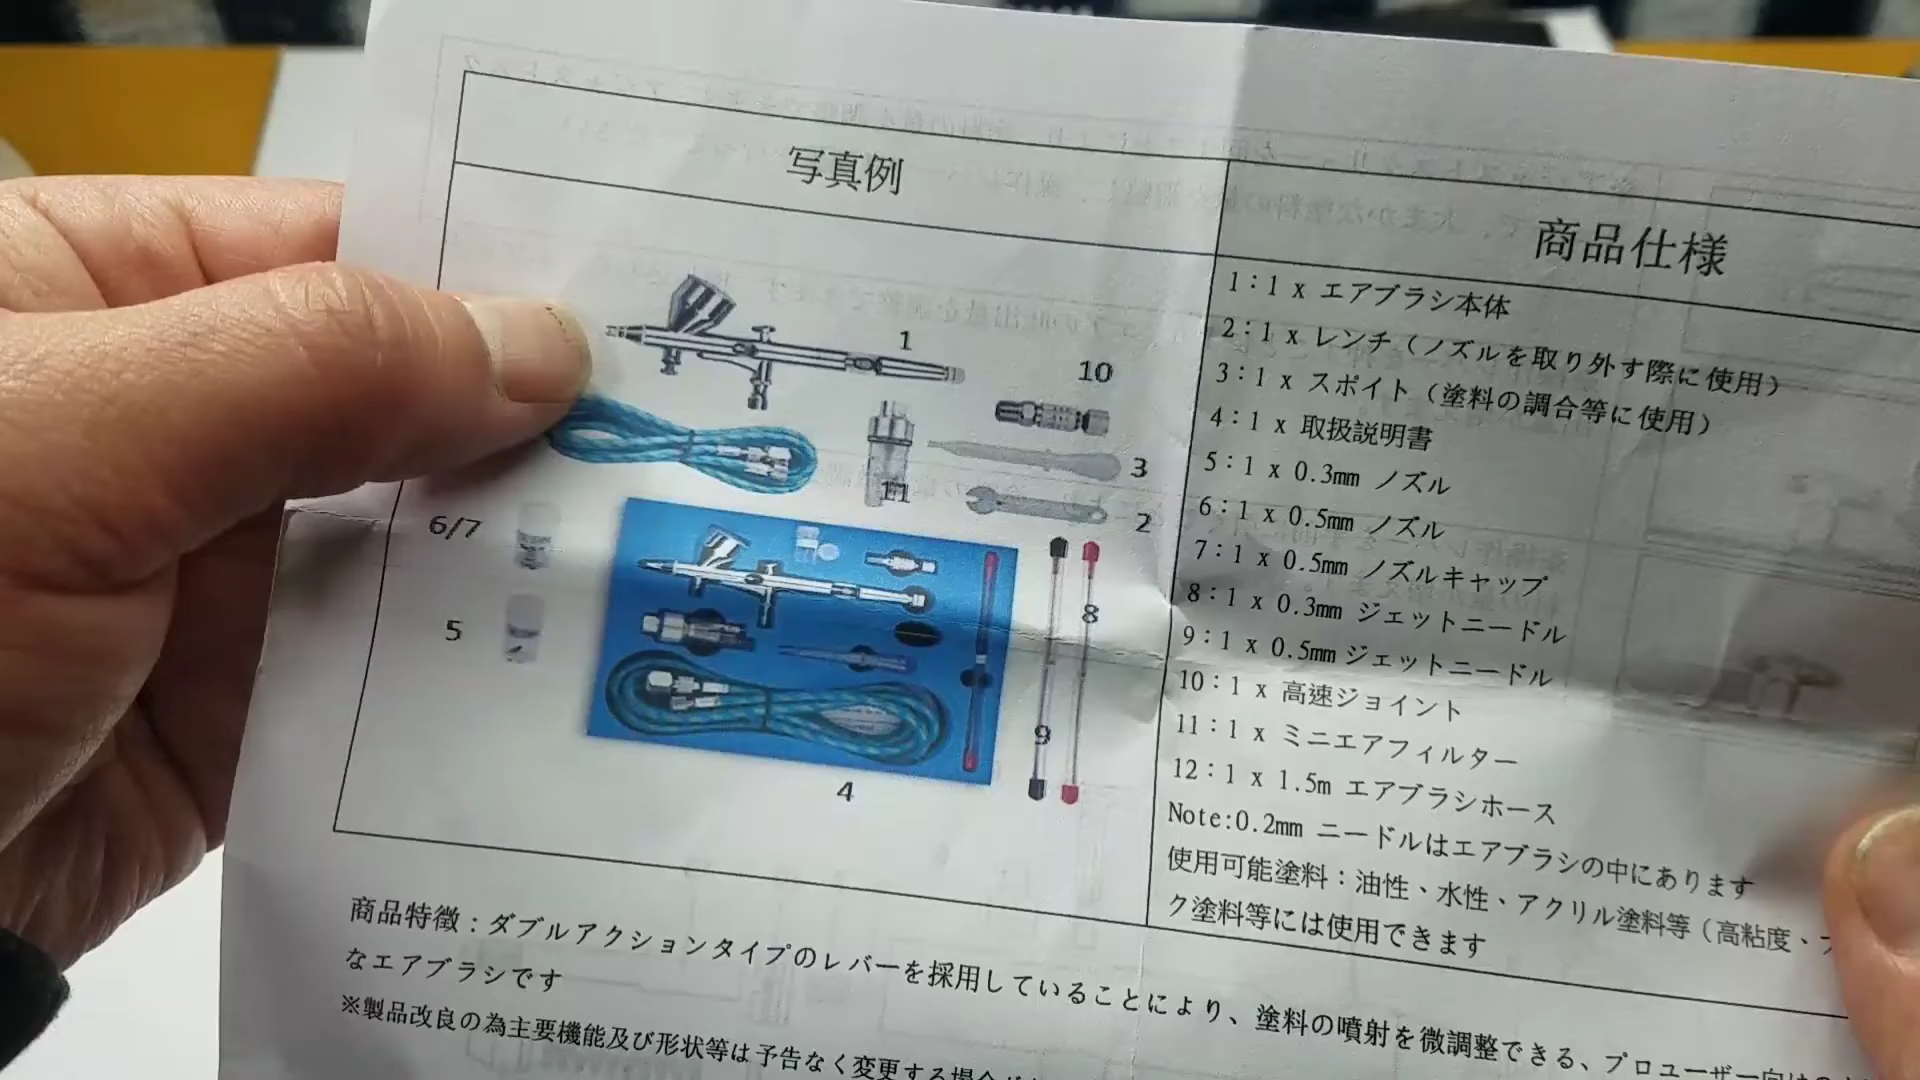 写真例
商品仕様
1
10
3
11
2
6/7
5
8
9
4
1:1 x エアブラシ本体
2:1 x レンチ（ノズルを取り外す際に使用）
3:1 x スポイト（塗料の調合等に使用）
4:1 x 取扱説明書
5:1 x 0.3mm ノズル
6:1 x 0.5mm ノズル
7:1 x 0.5mm ノズルキャップ
8:1 x 0.3mm ジェットニードル
9:1 x 0.5mm ジェットニードル
10:1 x 高速ジョイント
11:1 x ミニエアフィルター
12:1 x 1.5m エアブラシホース
Note:0.2mm ニードルはエアブラシの中にあります
使用可能塗料：油性、水性、アクリル塗料等（高粘度、
ク塗料等には使用できます
商品特徴：ダブルアクションタイプのレバーを採用していることにより、塗料の噴射を微調整できる、プロユーザー向けの
なエアブラシです
※製品改良の為主要機能及び形状等は予告なく変更する場合が